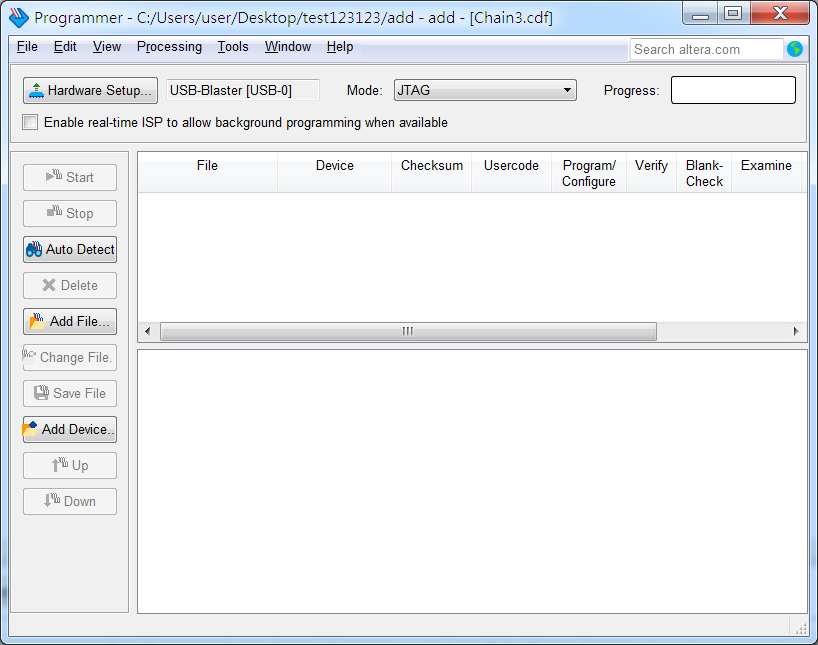 Programmer - C:/Users/user/Desktop/test123123/add - add - [Chain3.cdf]
File Edit View Processing Tools Window Help Search altera.com
Hardware Setup... USB-Blaster [USB-0] Mode: JTAG Progress:
Enable real-time ISP to allow background programming when available
File Device Checksum Usercode Program/ Verify Blank- Examine
Configure Check
Start
Stop
Auto Detect
Delete
Add File...
Change File.
Save File
Add Device..
Up
Down